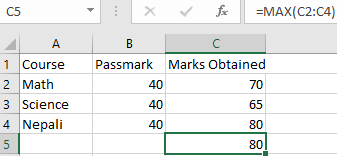 C5 fx =MAX(C2:C4)
A B C
1 Course Passmark Marks Obtained
2 Math 40 70
3 Science 40 65
4 Nepali 40 80
5 80